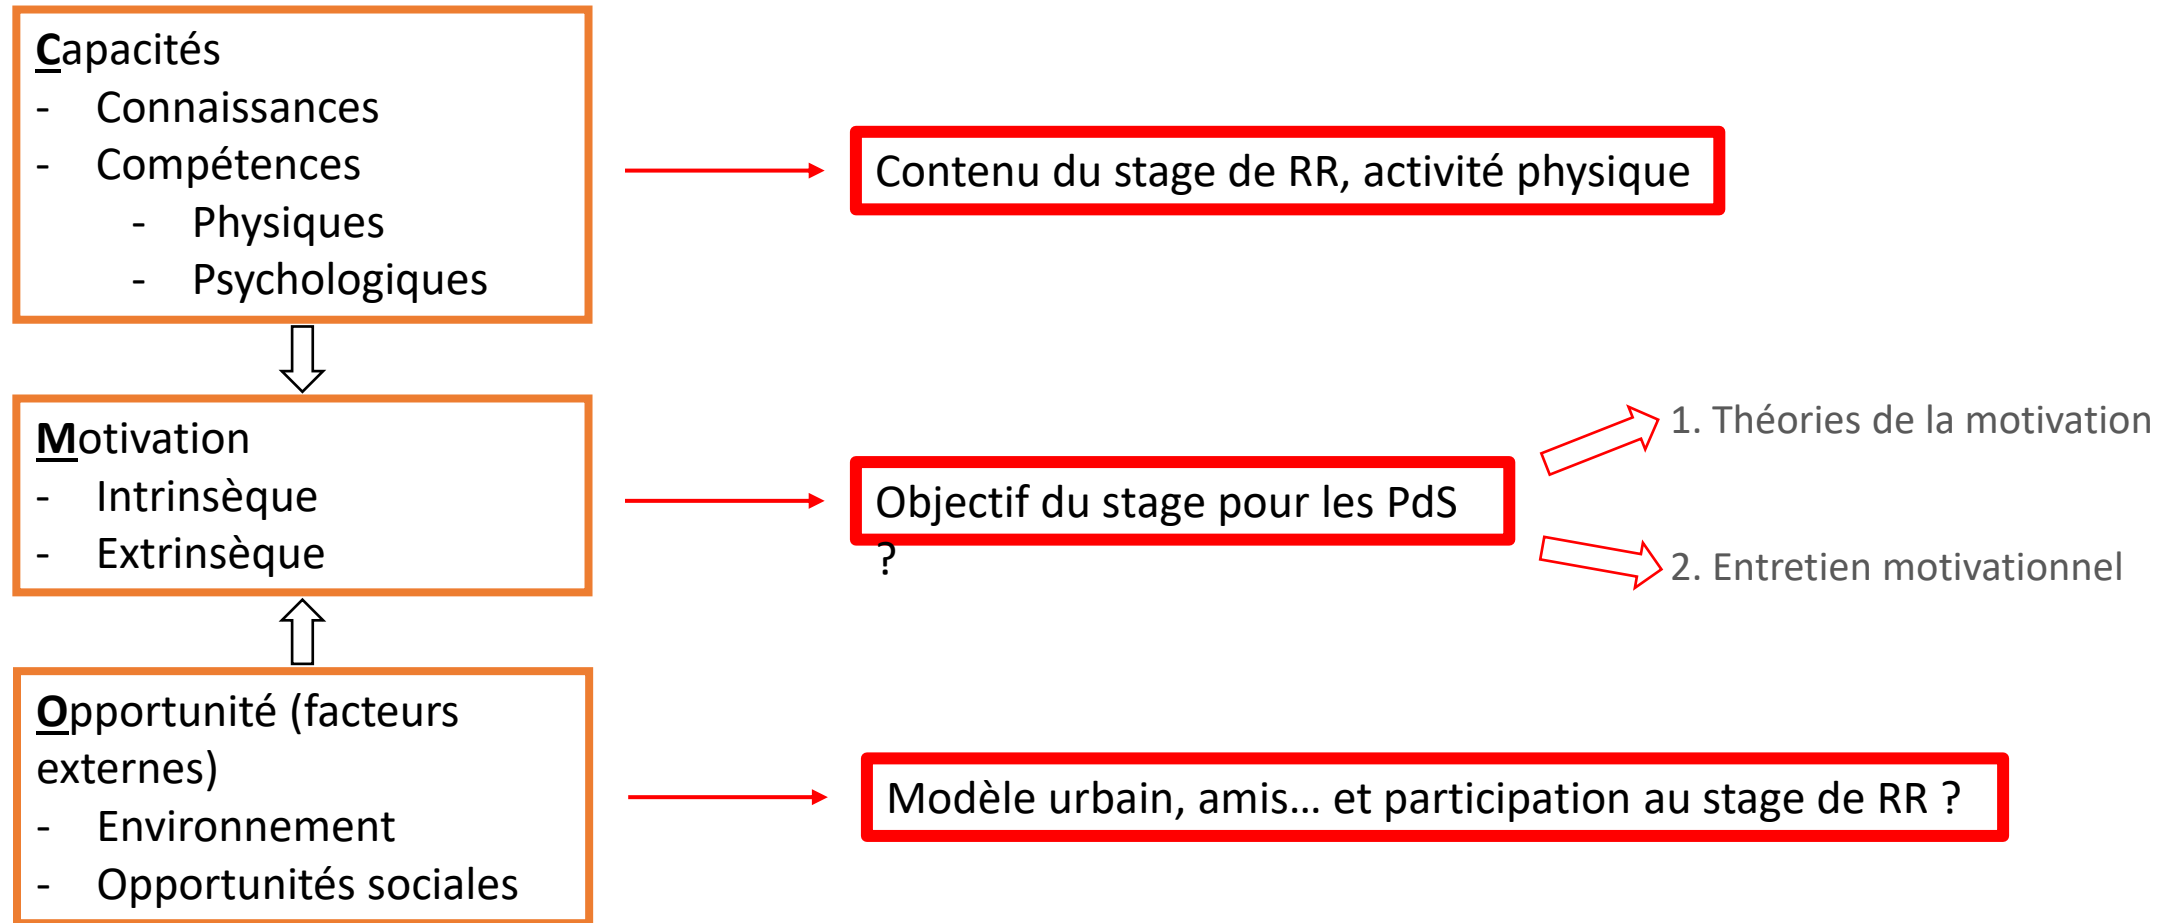 Capacités
- Connaissances
- Compétences
- Physiques
- Psychologiques
Contenu du stage de RR, activité physique
Motivation
- Intrinsèque
- Extrinsèque
Objectif du stage pour les PdS
?
1. Théories de la motivation
2. Entretien motivationnel
Opportunité (facteurs
externes)
- Environnement
- Opportunités sociales
Modèle urbain, amis… et participation au stage de RR ?